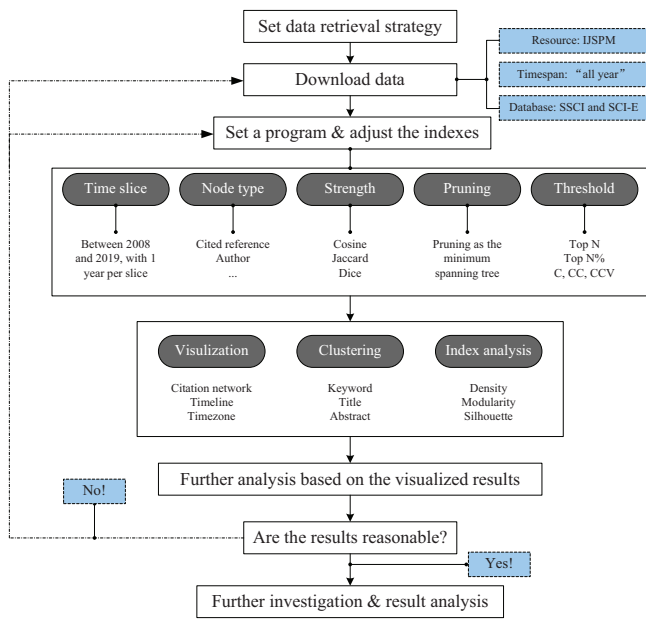 Set data retrieval strategy
Resource: IJSPM
Download data
Timespan: “all year”
Database: SSCI and SCI-E
Set a program & adjust the indexes
Time slice
Node type
Strength
Pruning
Threshold
Between 2008
and 2019, with 1
year per slice
Cited reference
Author
...
Cosine
Jaccard
Dice
Pruning as the
minimum
spanning tree
Top N
Top N%
C, CC, CCV
Visulization
Clustering
Index analysis
Citation network
Timeline
Timezone
Keyword
Title
Abstract
Density
Modularity
Silhouette
Further analysis based on the visualized results
No!
Are the results reasonable?
Yes!
Further investigation & result analysis